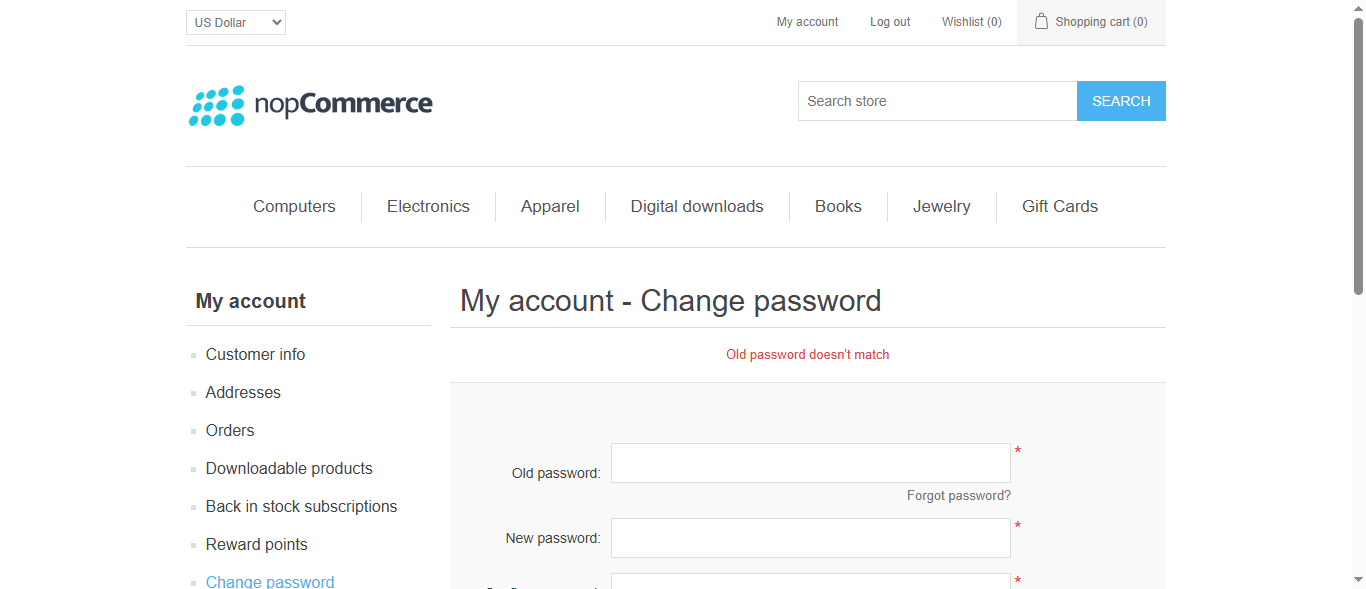 US Dollar
My account Log out Wishlist (0) Shopping cart (0)
nopCommerce
Search store SEARCH
Computers Electronics Apparel Digital downloads Books Jewelry Gift Cards
My account
Customer info
Addresses
Orders
Downloadable products
Back in stock subscriptions
Reward points
Change password
My account - Change password
Old password doesn't match
Old password: *
Forgot password?
New password: *
*